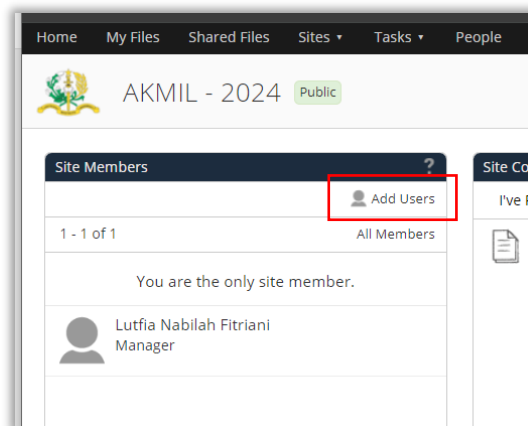 Home My Files Shared Files Sites ▾ Tasks ▾ People
AKMIL - 2024 Public
Site Members ?
Site Co
Add Users
I've
1 - 1 of 1 All Members
You are the only site member.
Lutfia Nabilah Fitriani
Manager